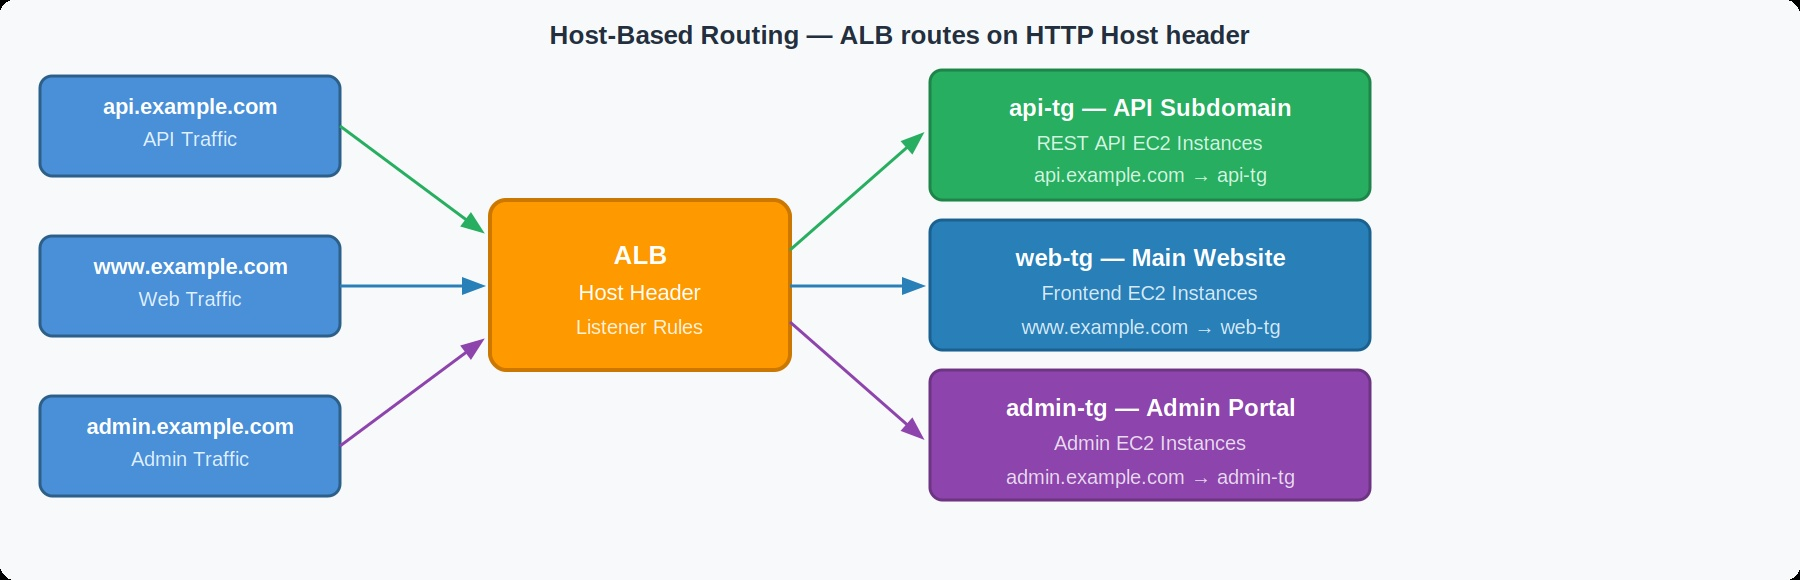 Host-Based Routing — ALB routes on HTTP Host header
api.example.com
API Traffic
www.example.com
Web Traffic
admin.example.com
Admin Traffic
ALB
Host Header
Listener Rules
api-tg — API Subdomain
REST API EC2 Instances
api.example.com → api-tg
web-tg — Main Website
Frontend EC2 Instances
www.example.com → web-tg
admin-tg — Admin Portal
Admin EC2 Instances
admin.example.com → admin-tg